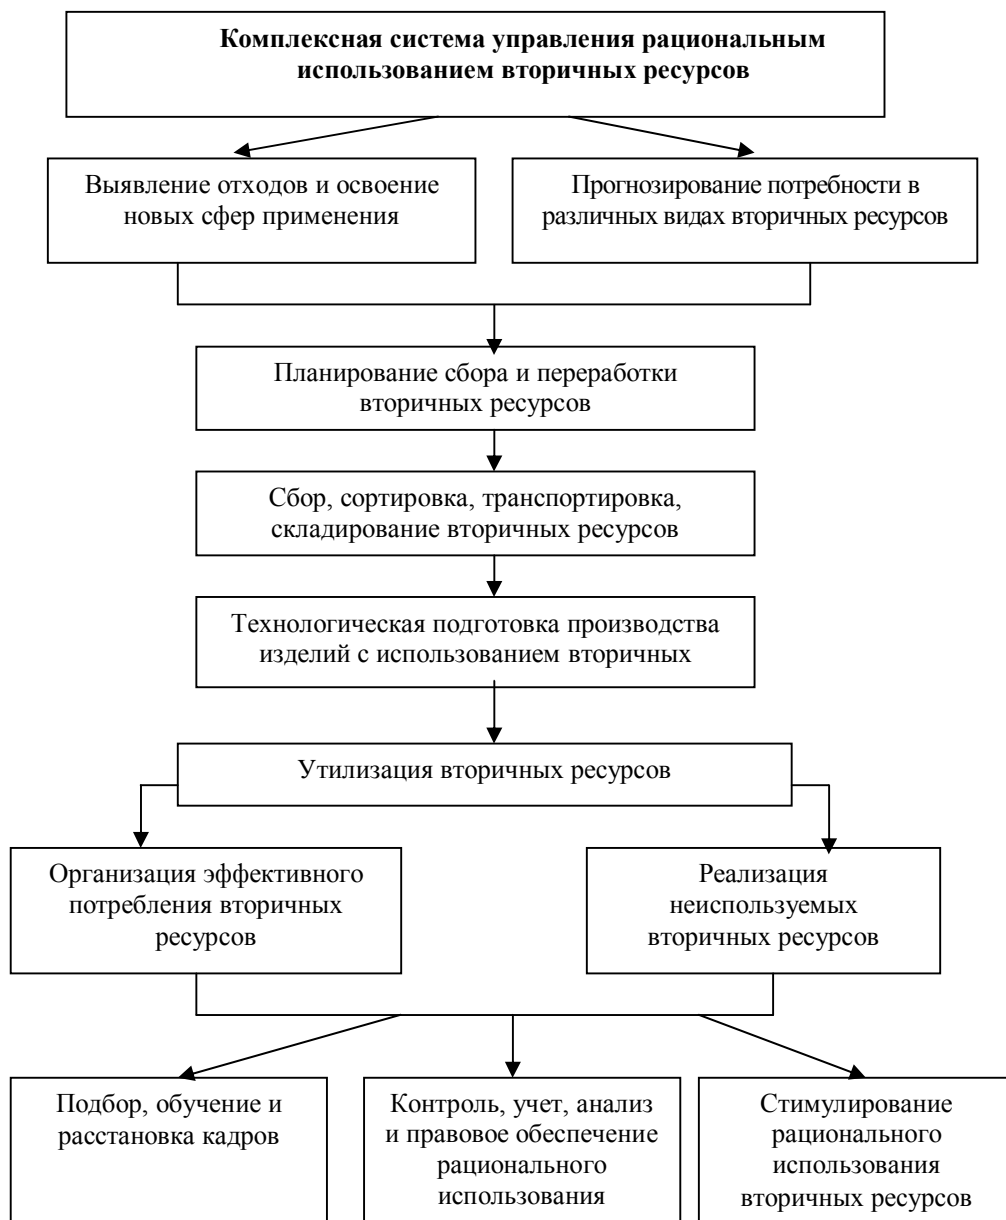 Комплексная система управления рациональным
использованием вторичных ресурсов
Выявление отходов и освоение
новых сфер применения
Прогнозирование потребности в
различных видах вторичных ресурсов
Планирование сбора и переработки
вторичных ресурсов
Сбор, сортировка, транспортировка,
складирование вторичных ресурсов
Технологическая подготовка производства
изделий с использованием вторичных
Утилизация вторичных ресурсов
Организация эффективного
потребления вторичных
ресурсов
Реализация
неиспользуемых
вторичных ресурсов
Подбор, обучение и
расстановка кадров
Контроль, учет, анализ
и правовое обеспечение
рационального
использования
Стимулирование
рационального
использования
вторичных ресурсов